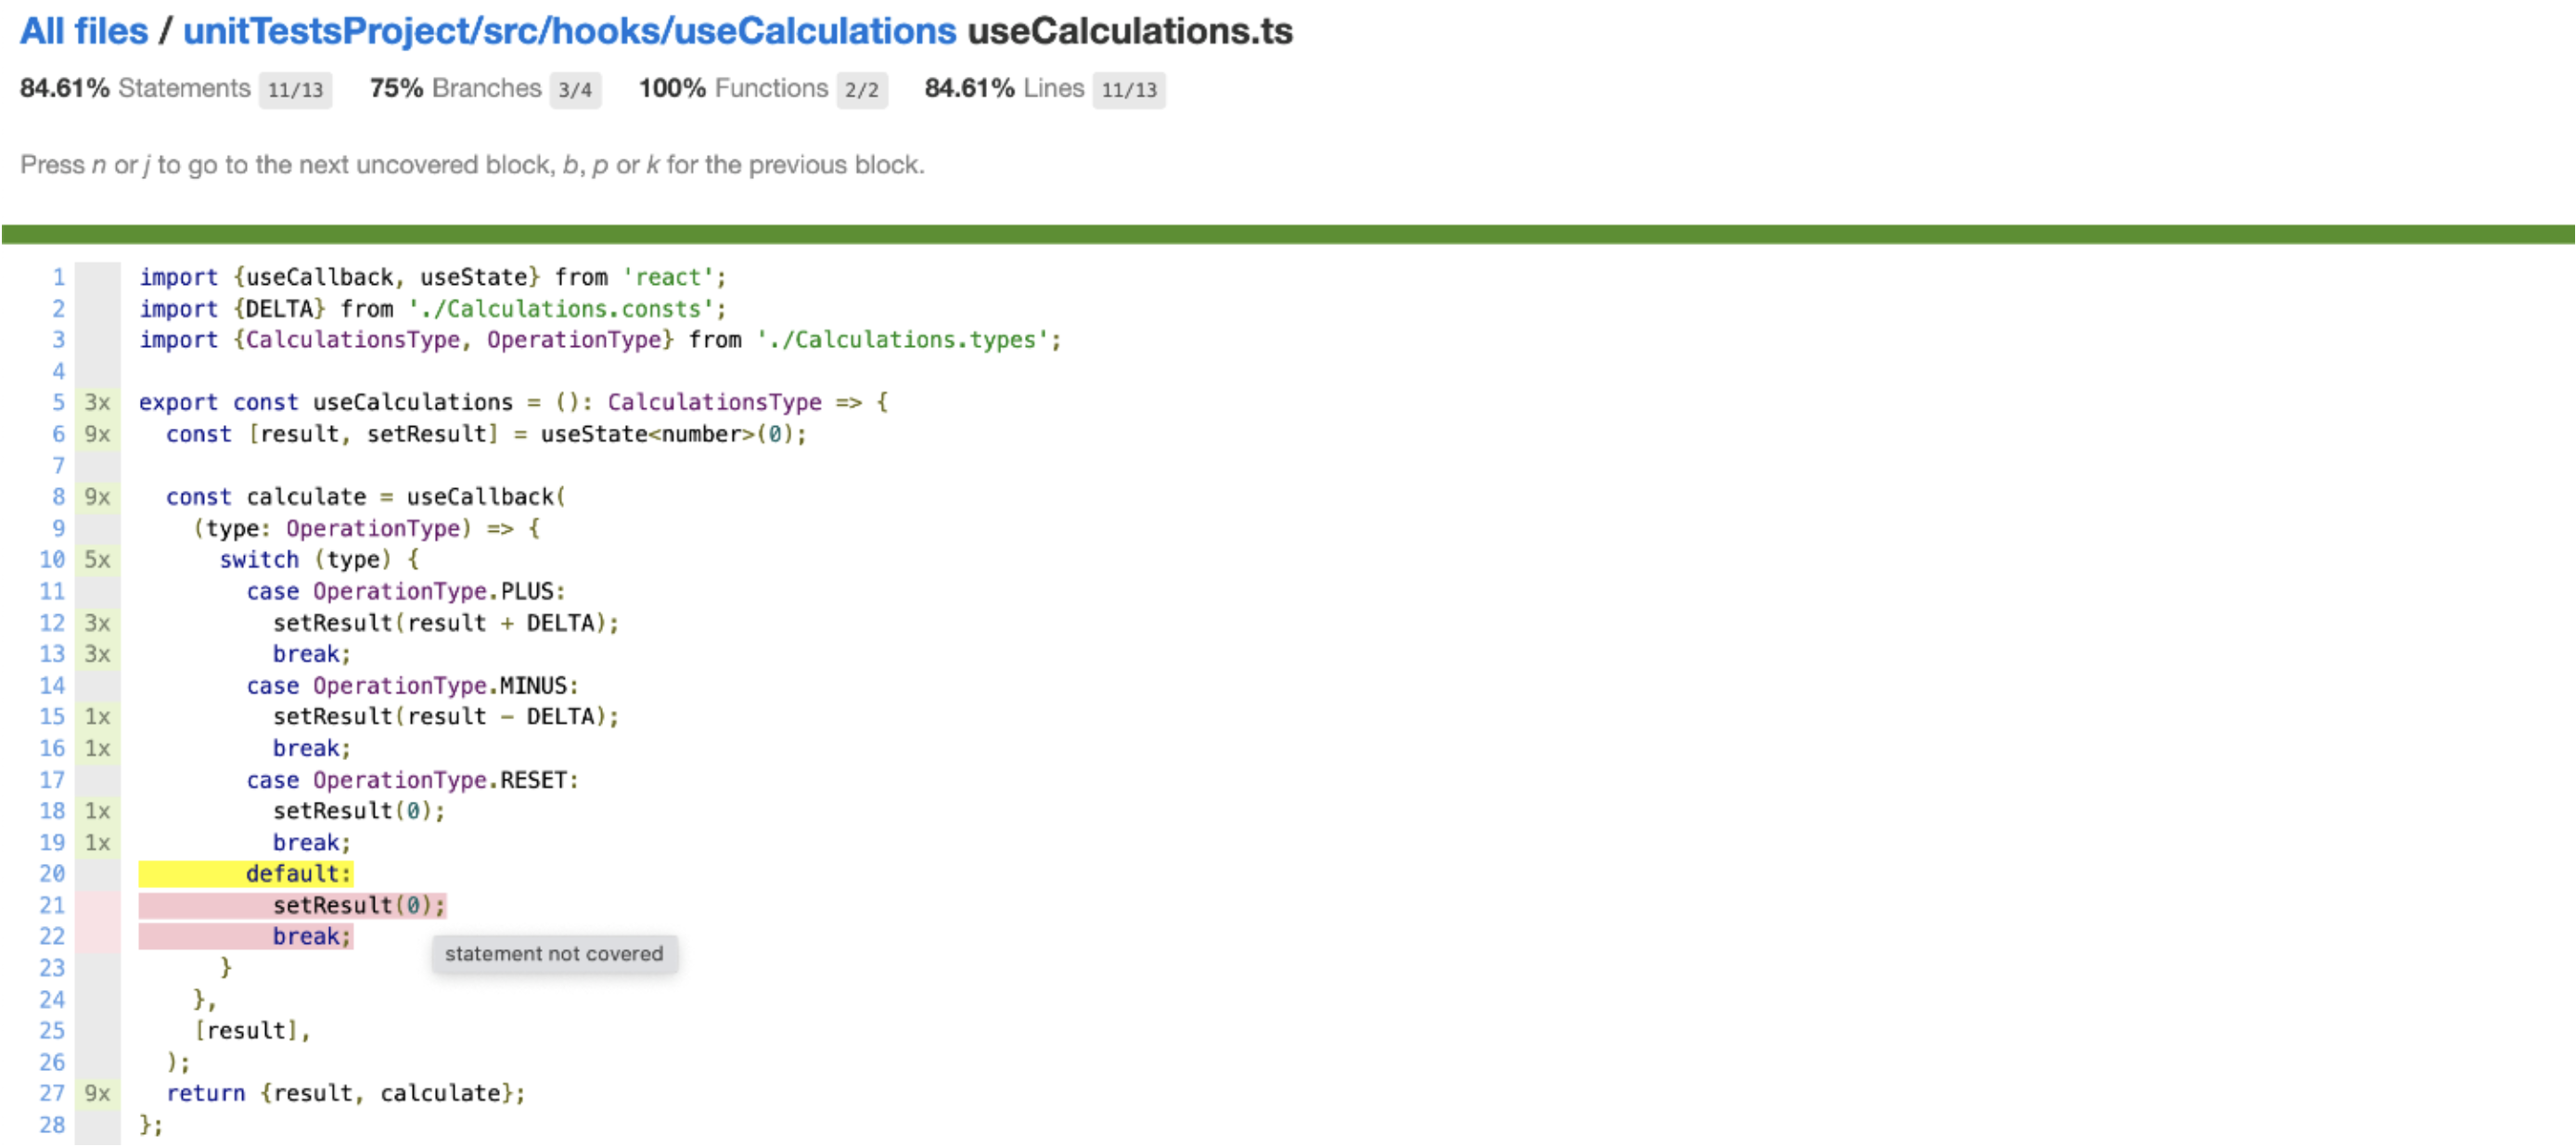 All files / unitTestsProject/src/hooks/useCalculations useCalculations.ts
84.61% Statements 11/13 75% Branches 3/4 100% Functions 2/2 84.61% Lines 11/13
Press n or j to go to the next uncovered block, b, p or k for the previous block.
1 import {useCallback, useState} from 'react';
2 import {DELTA} from './Calculations.consts';
3 import {CalculationsType, OperationType} from './Calculations.types';
4
5 3x export const useCalculations = (): CalculationsType => {
6 9x   const [result, setResult] = useState<number>(0);
7
8 9x   const calculate = useCallback(
9     (type: OperationType) => {
10 5x       switch (type) {
11         case OperationType.PLUS:
12 3x           setResult(result + DELTA);
13 3x           break;
14         case OperationType.MINUS:
15 1x           setResult(result - DELTA);
16 1x           break;
17         case OperationType.RESET:
18 1x           setResult(0);
19 1x           break;
20         default:
21           setResult(0);
22           break;
statement not covered
23       }
24     },
25     [result],
26   );
27 9x   return {result, calculate};
28 };